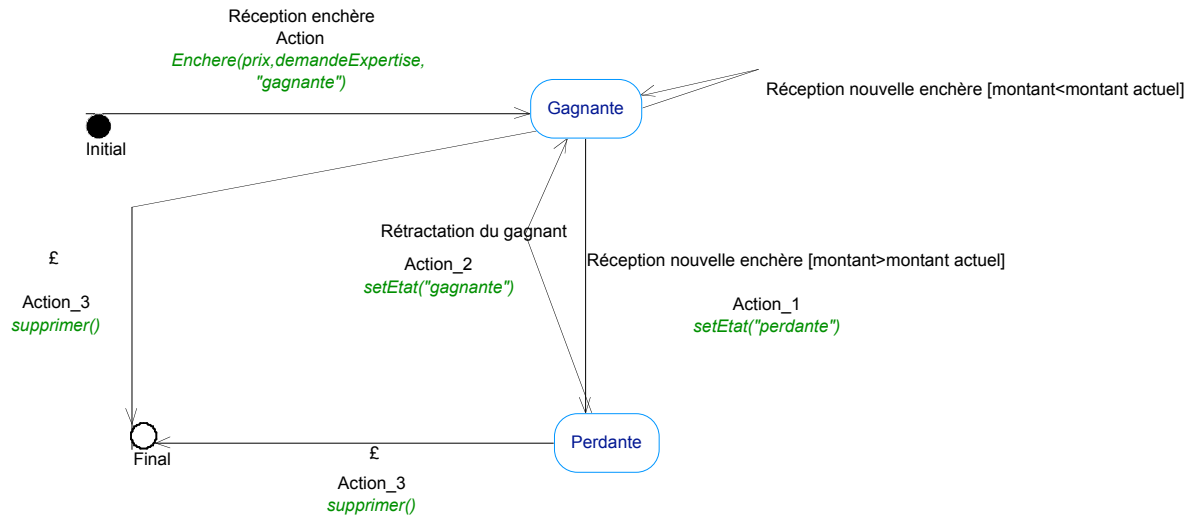 Réception enchère
Action
Enchere(prix,demandeExpertise,
"gagnante")
Réception nouvelle enchère [montant<montant actuel]
Gagnante
Initial
Rétractation du gagnant
Action_2
setEtat("gagnante")
Réception nouvelle enchère [montant>montant actuel]
Action_1
setEtat("perdante")
£
Action_3
supprimer()
Perdante
Final
£
Action_3
supprimer()